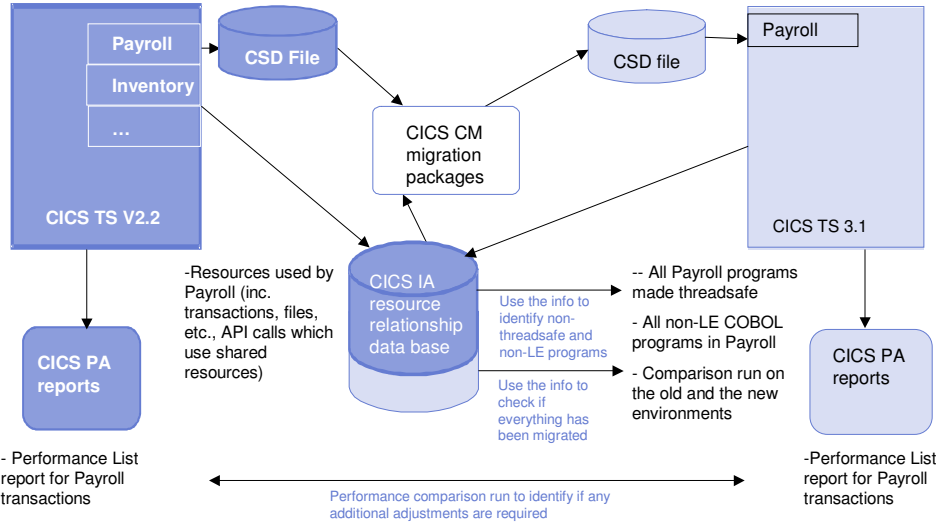 Payroll
Inventory
...
CICS TS V2.2
CSD File
CSD file
Payroll
CICS TS 3.1
CICS CM
migration
packages
CICS IA
resource
relationship
data base
-Resources used by
Payroll (inc.
transactions, files,
etc., API calls which
use shared
resources)
Use the info to
identify non-
threadsafe and
non-LE programs
Use the info to
check if
everything has
been migrated
-- All Payroll programs
made threadsafe
- All non-LE COBOL
programs in Payroll
- Comparison run on
the old and the new
environments
CICS PA
reports
CICS PA
reports
- Performance List
report for Payroll
transactions
Performance comparison run to identify if any
additional adjustments are required
-Performance List
report for Payroll
transactions